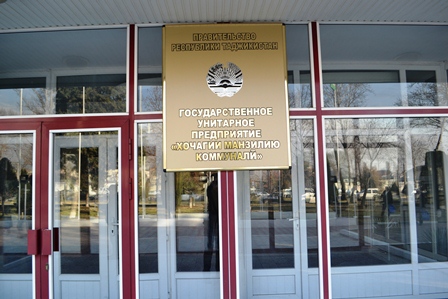 ПРАВИТЕЛЬСТВО
РЕСПУБЛИКИ ТАДЖИКИСТАН
ГОСУДАРСТВЕННОЕ
УНИТАРНОЕ
ПРЕДПРИЯТИЕ
«ХОЧАГИИ МАНЗИЛИЮ
КОММУНАЛИ»